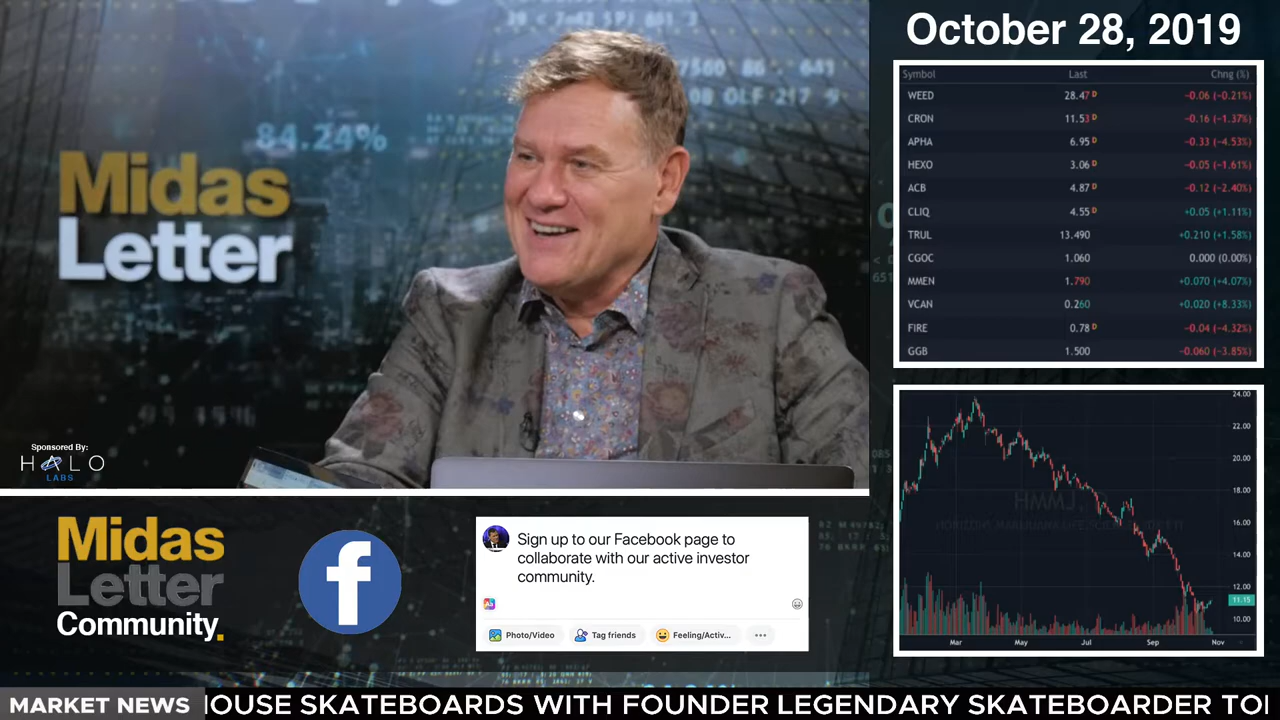 84.24%
Midas
Letter
Sponsored By:
HALO
LABS
October 28, 2019
Symbol Last Chng (%)
WEED 28.47 D −0.06 (−0.21%)
CRON 11.53 D −0.16 (−1.37%)
APHA 6.95 D −0.33 (−4.53%)
HEXO 3.06 D −0.05 (−1.61%)
ACB 4.87 D −0.12 (−2.40%)
CLIQ 4.55 D +0.05 (+1.11%)
TRUL 13.490 +0.210 (+1.58%)
CGOC 1.060 0.000 (0.00%)
MMEN 1.790 +0.070 (+4.07%)
VCAN 0.260 +0.020 (+8.33%)
FIRE 0.78 D −0.04 (−4.32%)
GGB 1.500 −0.060 (−3.85%)
24.00
22.00
20.00
18.00
16.00
14.00
12.00
11.15
10.00
Mar May Jul Sep Nov
Midas
Letter
Community.
f
Sign up to our Facebook page to
collaborate with our active investor
community.
Photo/Video Tag friends Feeling/Activ...
MARKET NEWS
OUSE SKATEBOARDS WITH FOUNDER LEGENDARY SKATEBOARDER TO